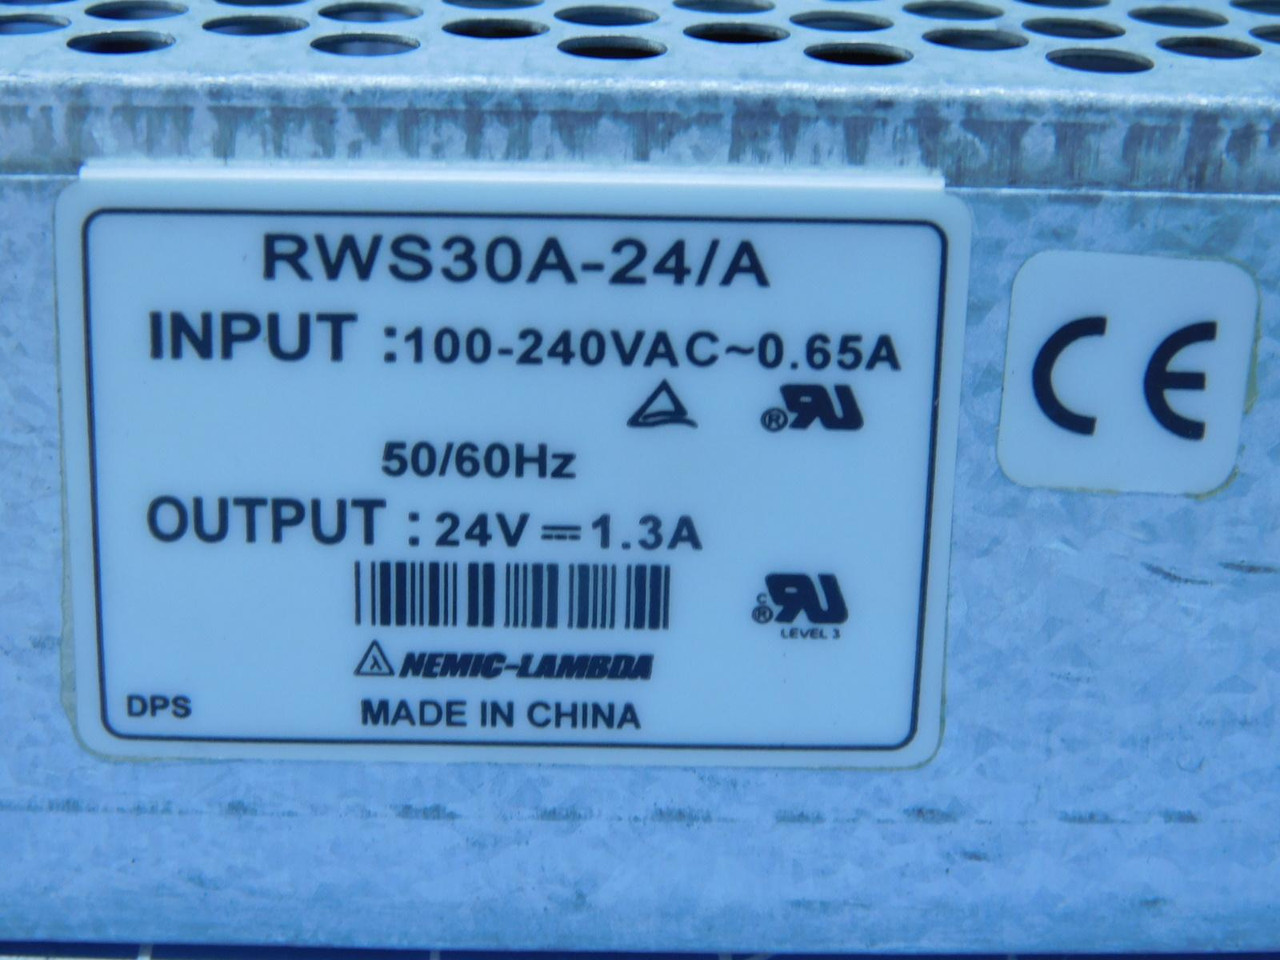 RWS30A-24/A
INPUT :100-240VAC~0.65A
50/60Hz
OUTPUT :24V⎓1.3A
LEVEL 3
NEMIC-LAMBDA
DPS
MADE IN CHINA
CE